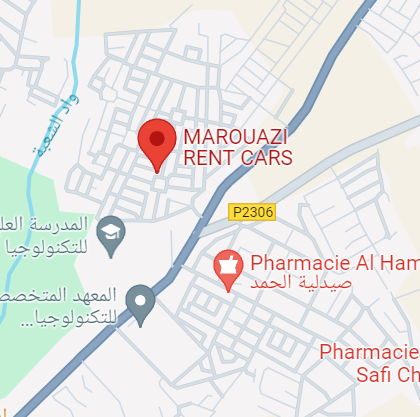 واد الشعبة
MAROUAZI
RENT CARS
P2306
المدرسة العل
للتكنولوجيا
Pharmacie Al Ham
صيدلية الحمد
المعهد المتخصص
للتكنولوجيا...
Pharmacie
Safi Ch